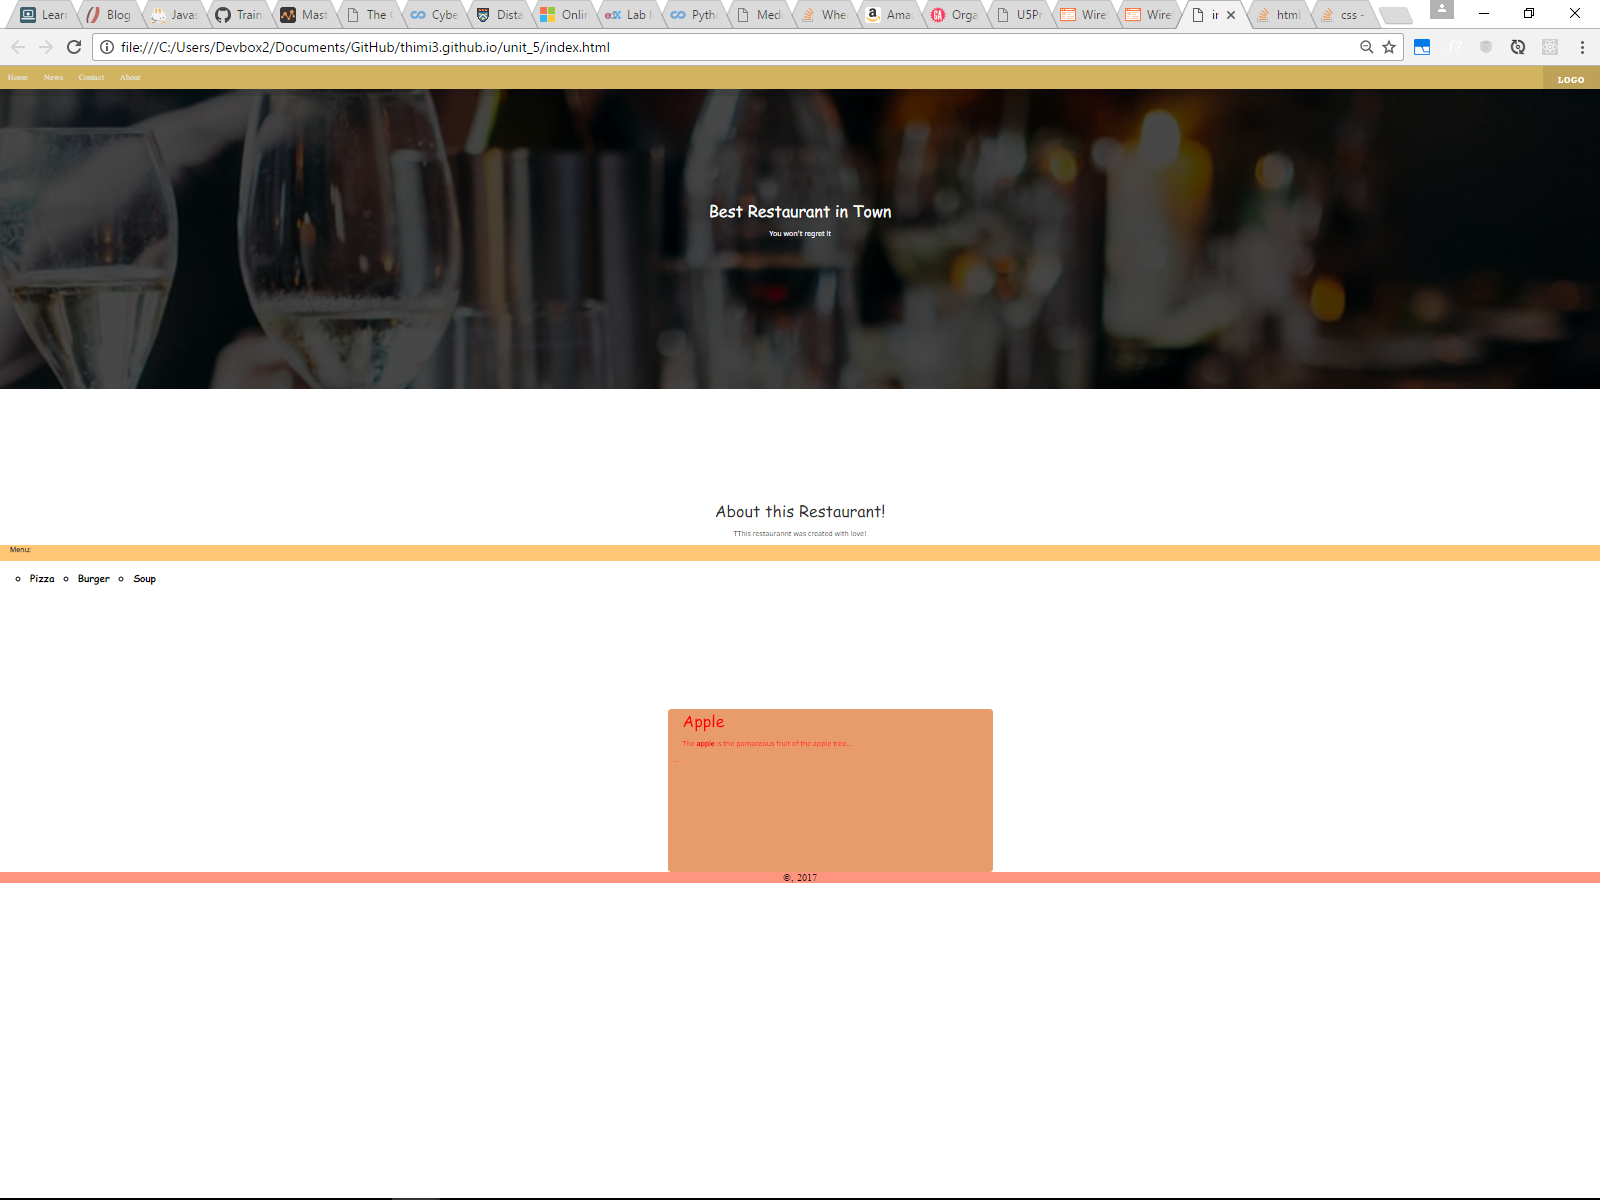 Learn
Blog
Javas
Train
Mast
The
Cybe
Dista
Onlin
edX Lab
Pyth
Med
Whe
a Ama
Orga
U5Pr
Wire
Wire
in
html
css -
file:///C:/Users/Devbox2/Documents/GitHub/thimi3.github.io/unit_5/index.html
Home News Contact About
LOGO
Best Restaurant in Town
You won't regret it
About this Restaurant!
TThis restaurannt was created with love!
Menu:
Pizza Burger Soup
Apple
The apple is the pomaceous fruit of the apple tree...
...
©, 2017